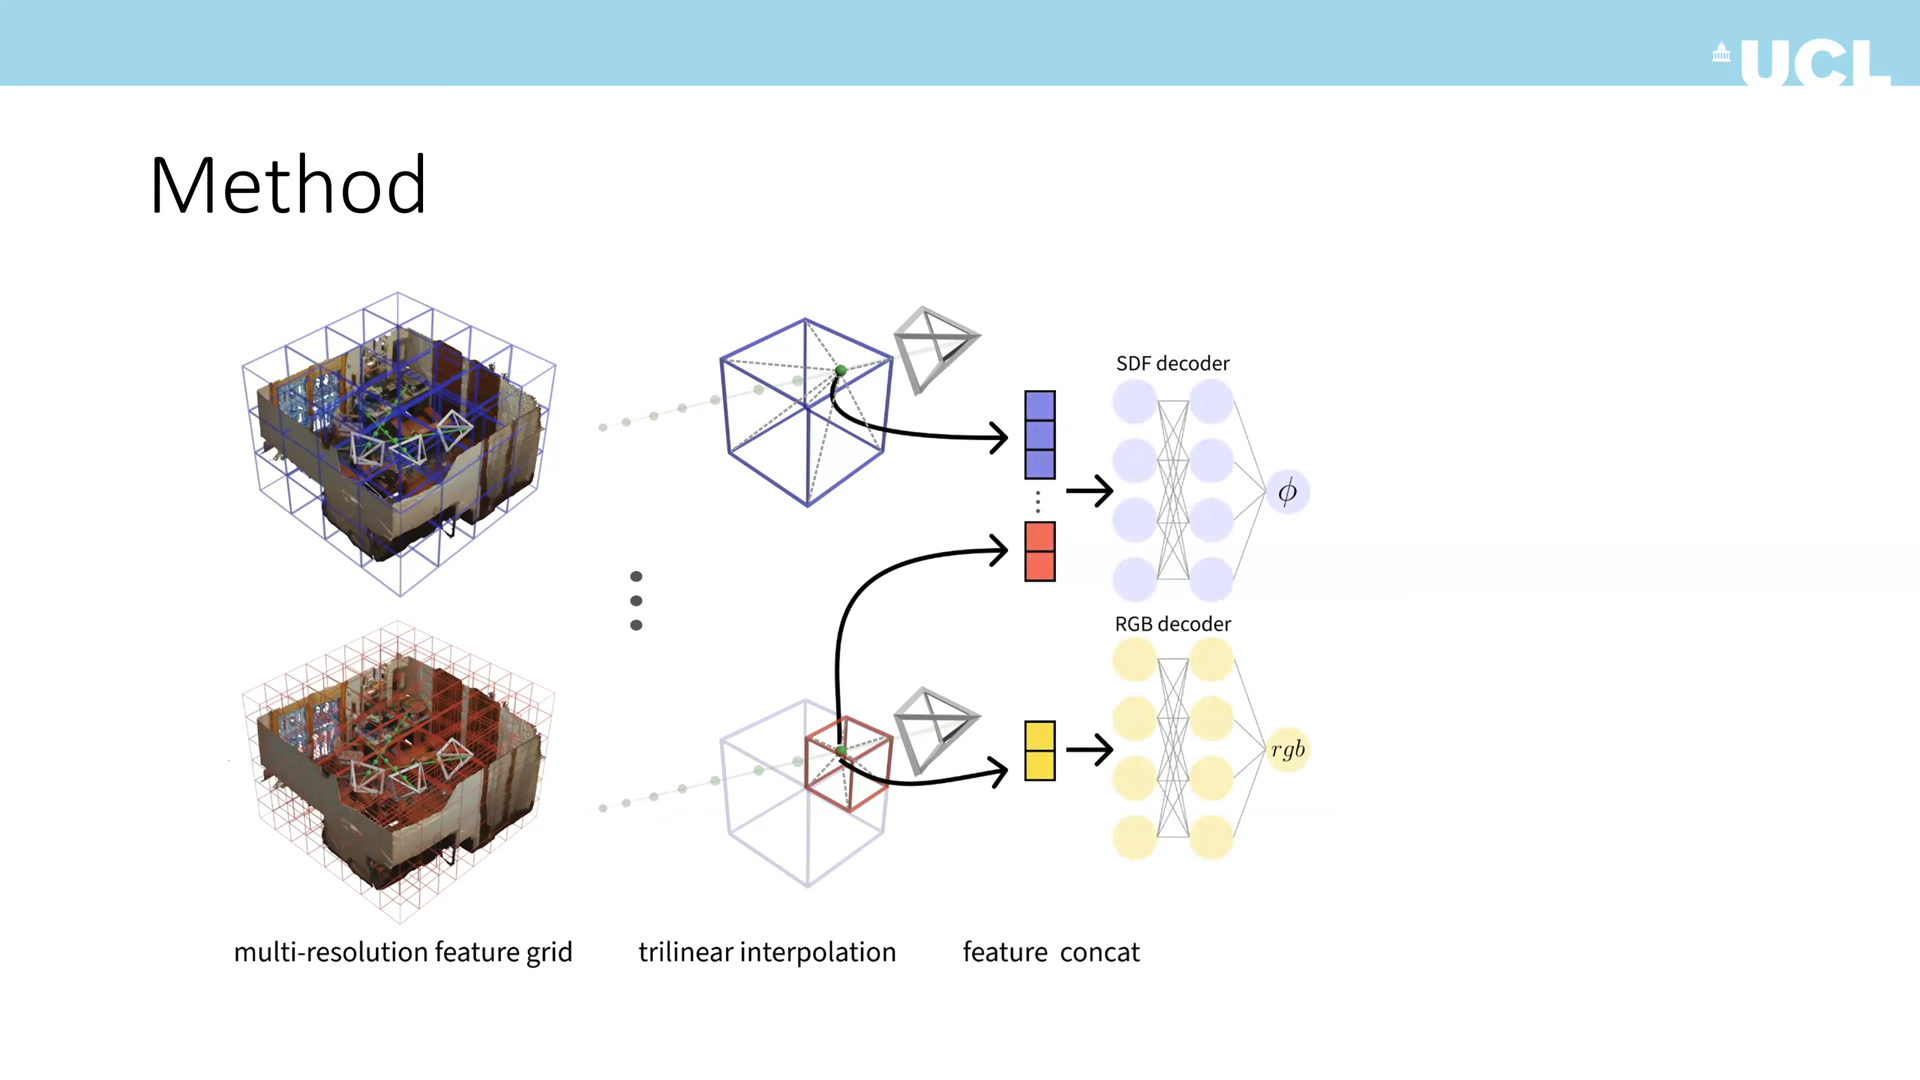 UCL
Method
SDF decoder
ϕ
RGB decoder
rgb
multi-resolution feature grid
trilinear interpolation
feature concat